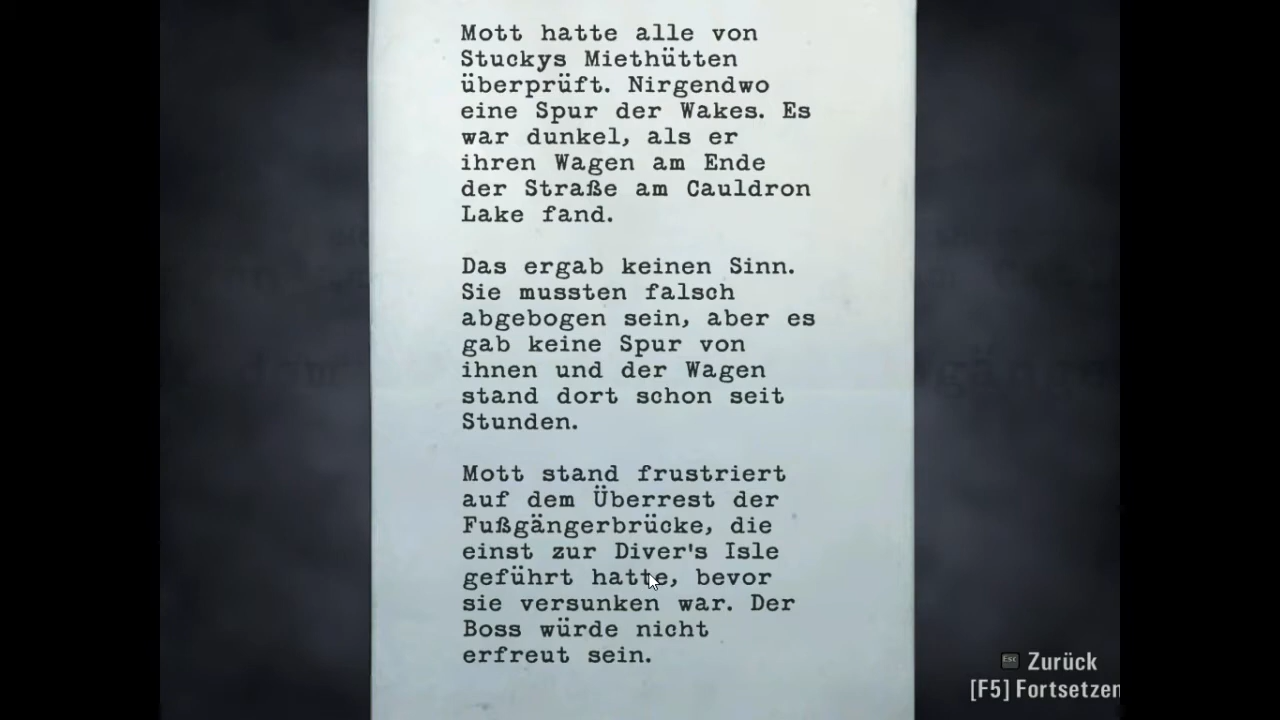 Mott hatte alle von
Stuckys Miethütten
überprüft. Nirgendwo
eine Spur der Wakes. Es
war dunkel, als er
ihren Wagen am Ende
der Straße am Cauldron
Lake fand.
Das ergab keinen Sinn.
Sie mussten falsch
abgebogen sein, aber es
gab keine Spur von
ihnen und der Wagen
stand dort schon seit
Stunden.
Mott stand frustriert
auf dem Überrest der
Fußgängerbrücke, die
einst zur Diver's Isle
geführt hatte, bevor
sie versunken war. Der
Boss würde nicht
erfreut sein.
Esc Zurück
[F5] Fortsetzen